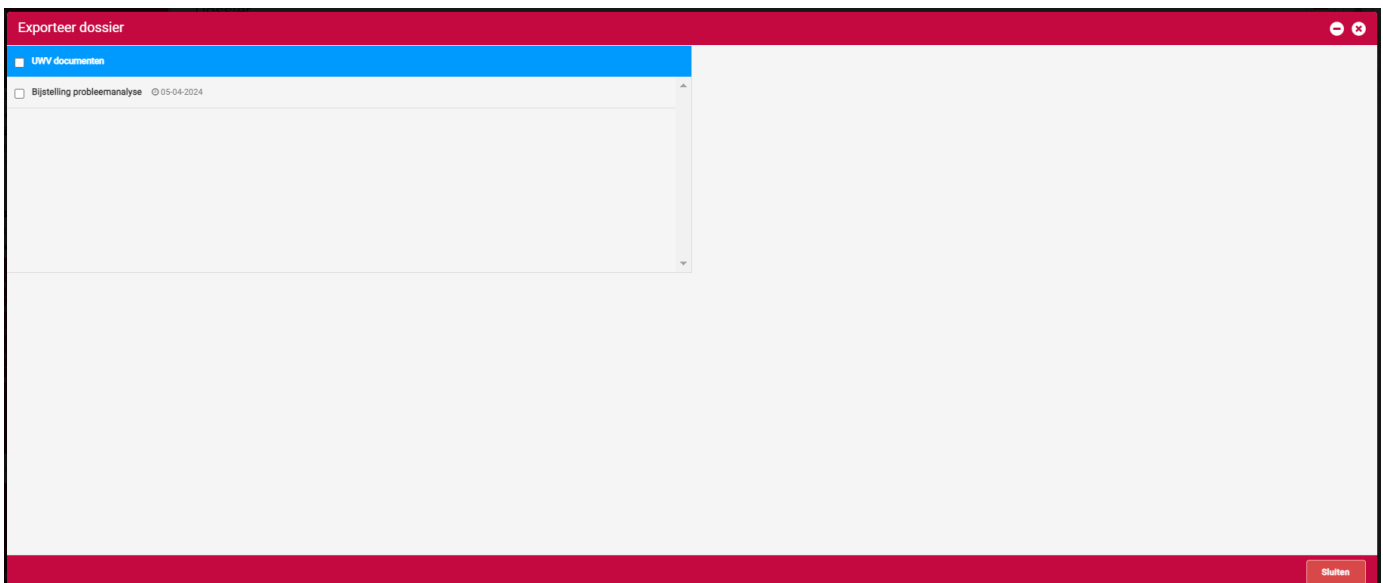 Exporteer dossier
UWV documenten
Bijstelling probleemanalyse 05-04-2024
Sluiten